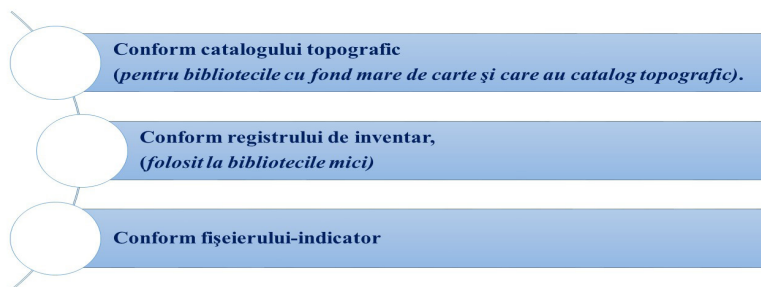 Conform catalogului topografic
(pentru bibliotecile cu fond mare de carte şi care au catalog topografic).
Conform registrului de inventar,
(folosit la bibliotecile mici)
Conform fişeierului-indicator